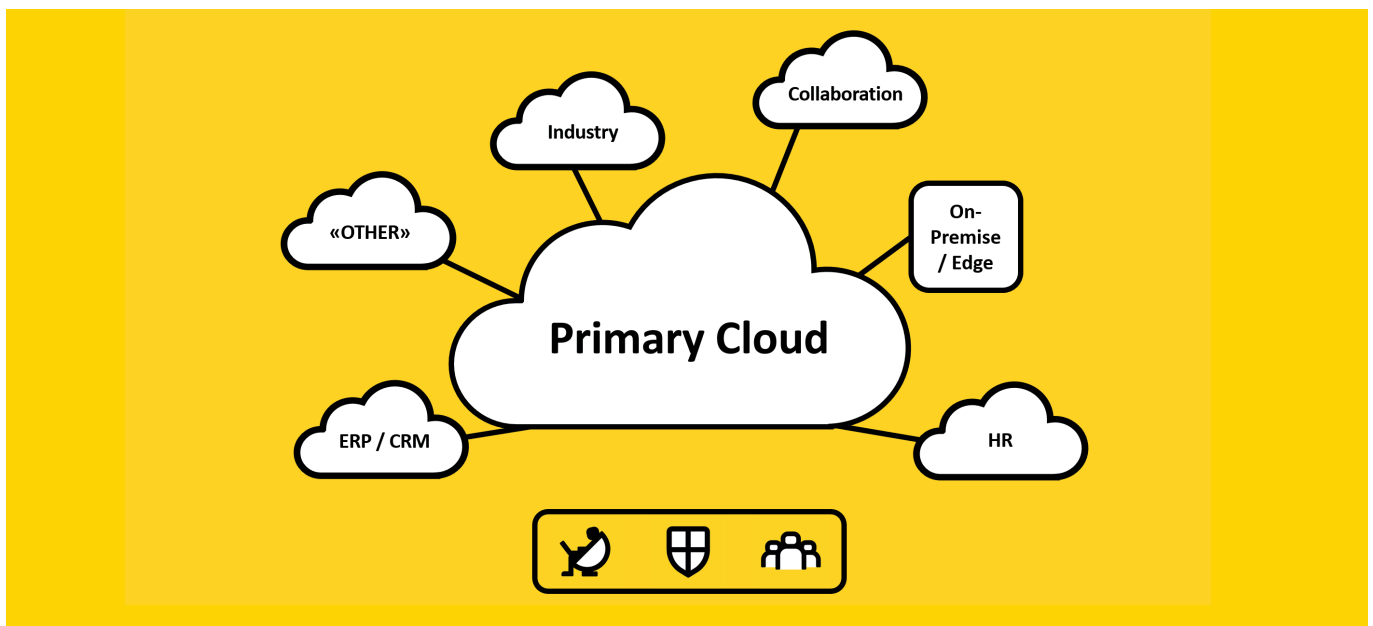 Collaboration
Industry
«OTHER»
On-
Premise
/ Edge
Primary Cloud
ERP / CRM
HR